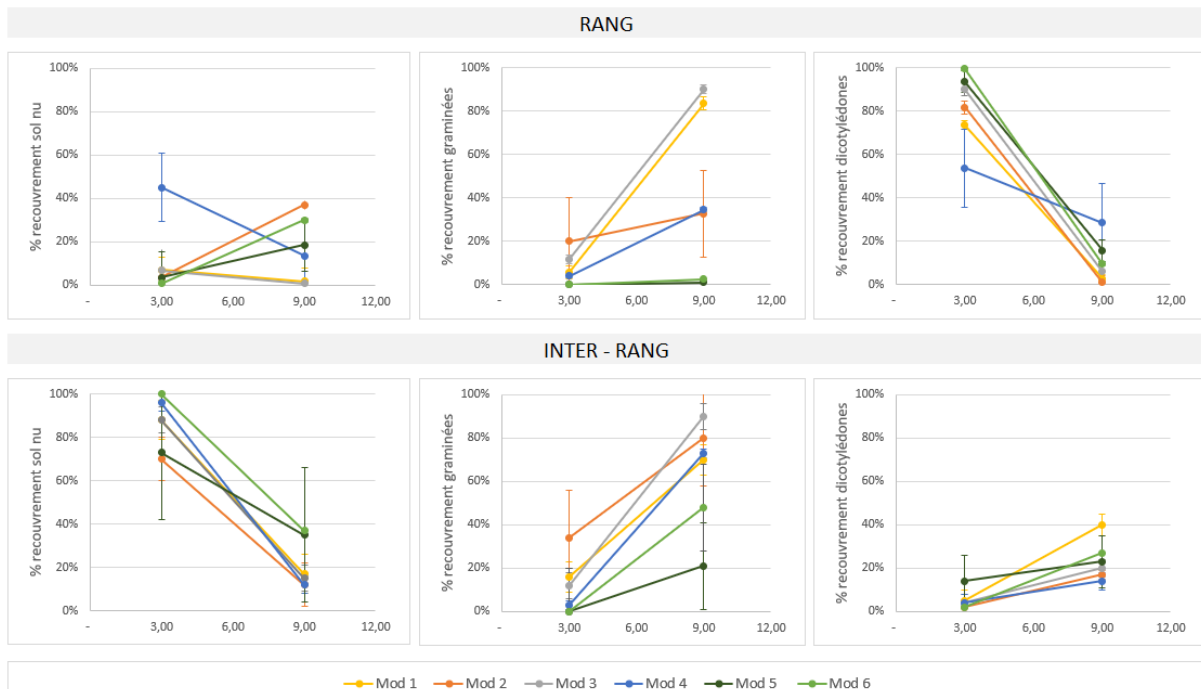 RANG
% recouvrement sol nu
100%
80%
60%
40%
20%
0%
- 3,00 6,00 9,00 12,00
% recouvrement graminées
100%
80%
60%
40%
20%
0%
- 3,00 6,00 9,00 12,00
% recouvrement dicotylédones
100%
80%
60%
40%
20%
0%
- 3,00 6,00 9,00 12,00
INTER - RANG
% recouvrement sol nu
100%
80%
60%
40%
20%
0%
- 3,00 6,00 9,00 12,00
% recouvrement graminées
100%
80%
60%
40%
20%
0%
- 3,00 6,00 9,00 12,00
% recouvrement dicotylédones
100%
80%
60%
40%
20%
0%
- 3,00 6,00 9,00 12,00
Mod 1 Mod 2 Mod 3 Mod 4 Mod 5 Mod 6